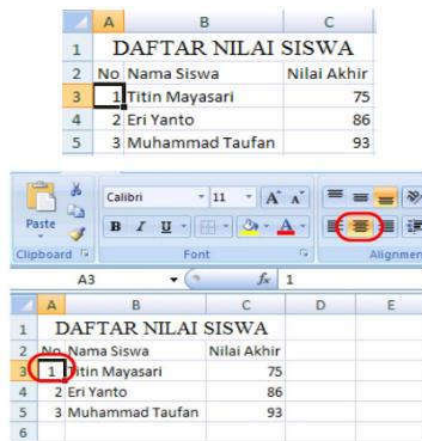 A B C
1 DAFTAR NILAI SISWA
2 No Nama Siswa Nilai Akhir
3 1 Titin Mayasari 75
4 2 Eri Yanto 86
5 3 Muhammad Taufan 93
Calibri 11 A A
Paste B I U A
Clipboard Font Alignmen
A3 fx 1
A B C D E
1 DAFTAR NILAI SISWA
2 No Nama Siswa Nilai Akhir
3 1 Titin Mayasari 75
4 2 Eri Yanto 86
5 3 Muhammad Taufan 93
6